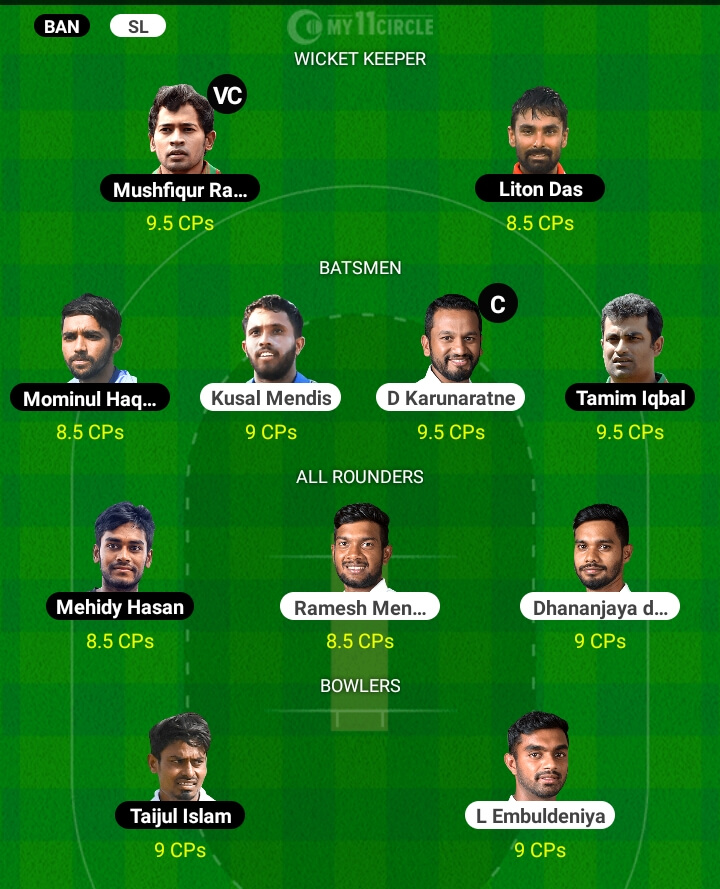 BAN SL MY11CIRCLE
WICKET KEEPER
VC
Mushfiqur Ra... Liton Das
9.5 CPs 8.5 CPs
BATSMEN
C
Mominul Haq... Kusal Mendis D Karunaratne Tamim Iqbal
8.5 CPs 9 CPs 9.5 CPs 9.5 CPs
ALL ROUNDERS
Mehidy Hasan Ramesh Men... Dhananjaya d...
8.5 CPs 8.5 CPs 9 CPs
BOWLERS
Taijul Islam L Embuldeniya
9 CPs 9 CPs